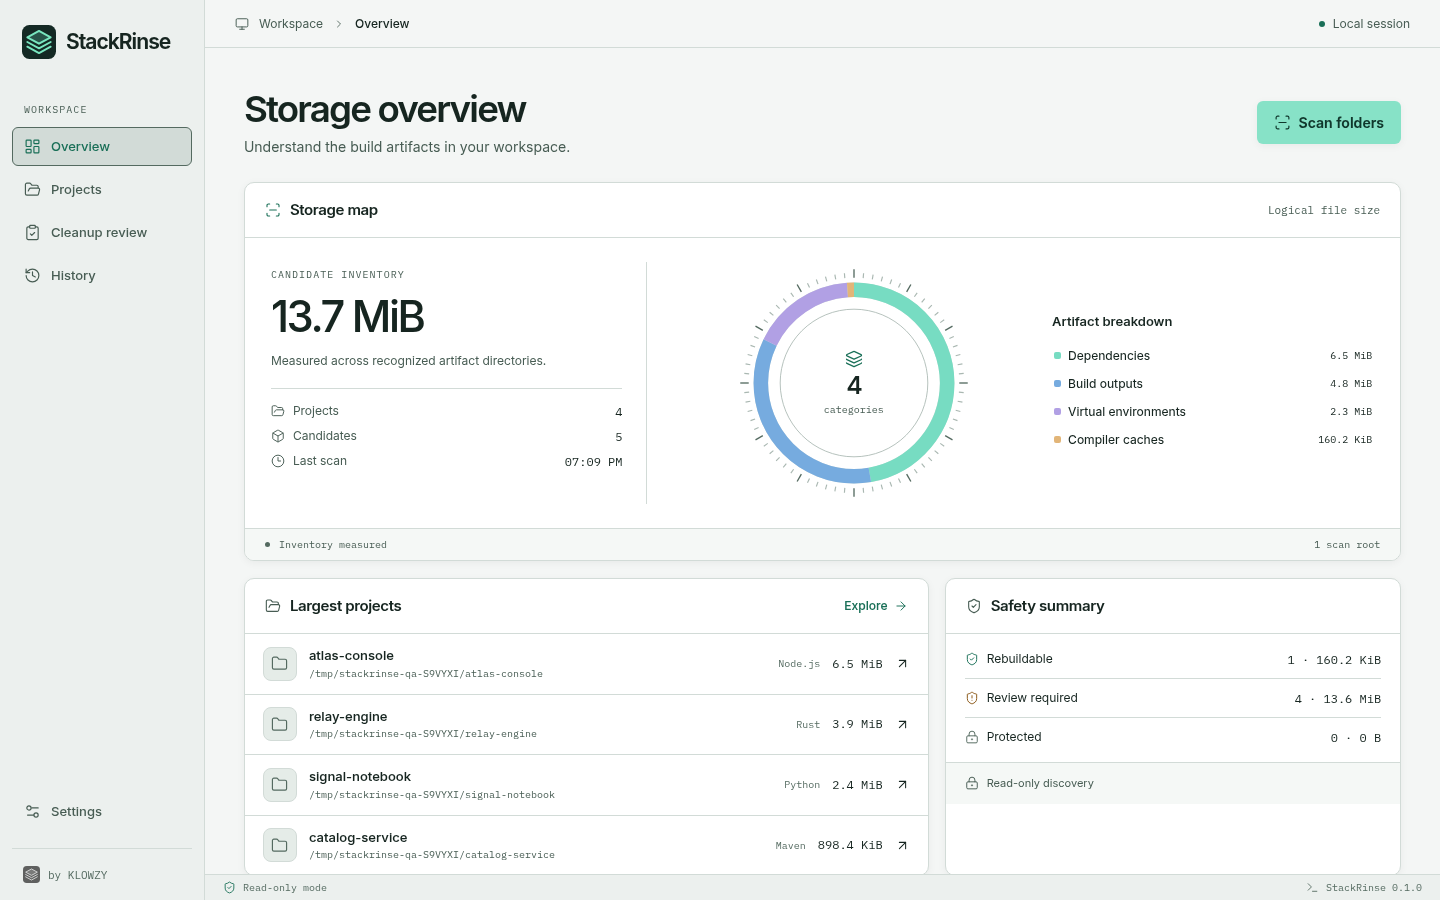 StackRinse
WORKSPACE
Overview
Projects
Cleanup review
History
Settings
by KLOWZY
Workspace > Overview
Local session
Storage overview
Understand the build artifacts in your workspace.
Scan folders
Storage map
Logical file size
CANDIDATE INVENTORY
13.7 MiB
Measured across recognized artifact directories.
Projects 4
Candidates 5
Last scan 07:09 PM
4
categories
Artifact breakdown
Dependencies 6.5 MiB
Build outputs 4.8 MiB
Virtual environments 2.3 MiB
Compiler caches 160.2 KiB
Inventory measured
1 scan root
Largest projects
Explore
atlas-console
/tmp/stackrinse-qa-S9VYXI/atlas-console
Node.js 6.5 MiB
relay-engine
/tmp/stackrinse-qa-S9VYXI/relay-engine
Rust 3.9 MiB
signal-notebook
/tmp/stackrinse-qa-S9VYXI/signal-notebook
Python 2.4 MiB
catalog-service
/tmp/stackrinse-qa-S9VYXI/catalog-service
Maven 898.4 KiB
Safety summary
Rebuildable 1 · 160.2 KiB
Review required 4 · 13.6 MiB
Protected 0 · 0 B
Read-only discovery
Read-only mode
StackRinse 0.1.0